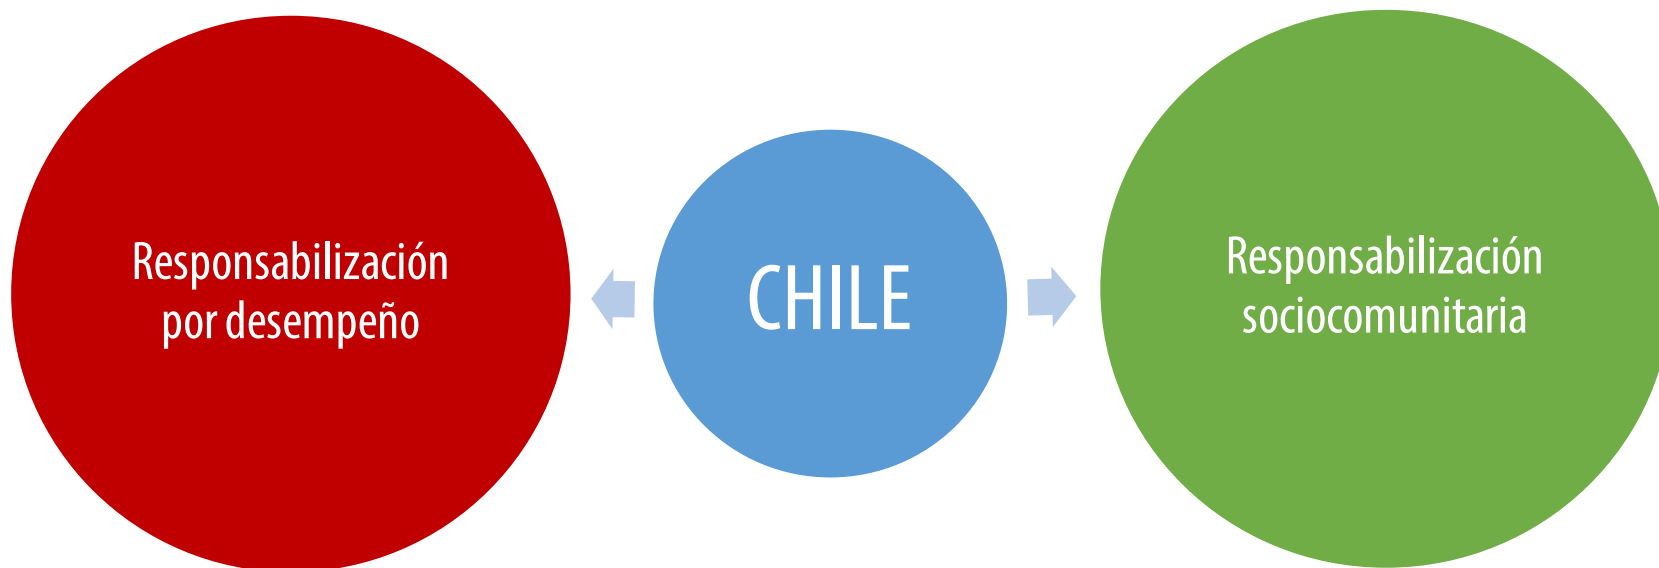 Responsabilización
por desempeño
CHILE
Responsabilización
sociocomunitaria